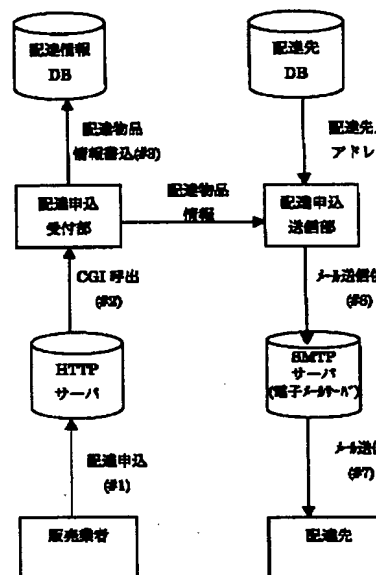 配達情報
DB
配達先
DB
配達物品
情報書込(#3)
配達先
アドレ
配達申込
受付部
配達物品
情報
配達申込
送信部
CGI 呼出
(#2)
メール送信
(#6)
HTTP
サーバ
SMTP
サーバ
(電子メールサーバ)
配達申込
(#1)
メール送信
(#7)
販売業者
配達先